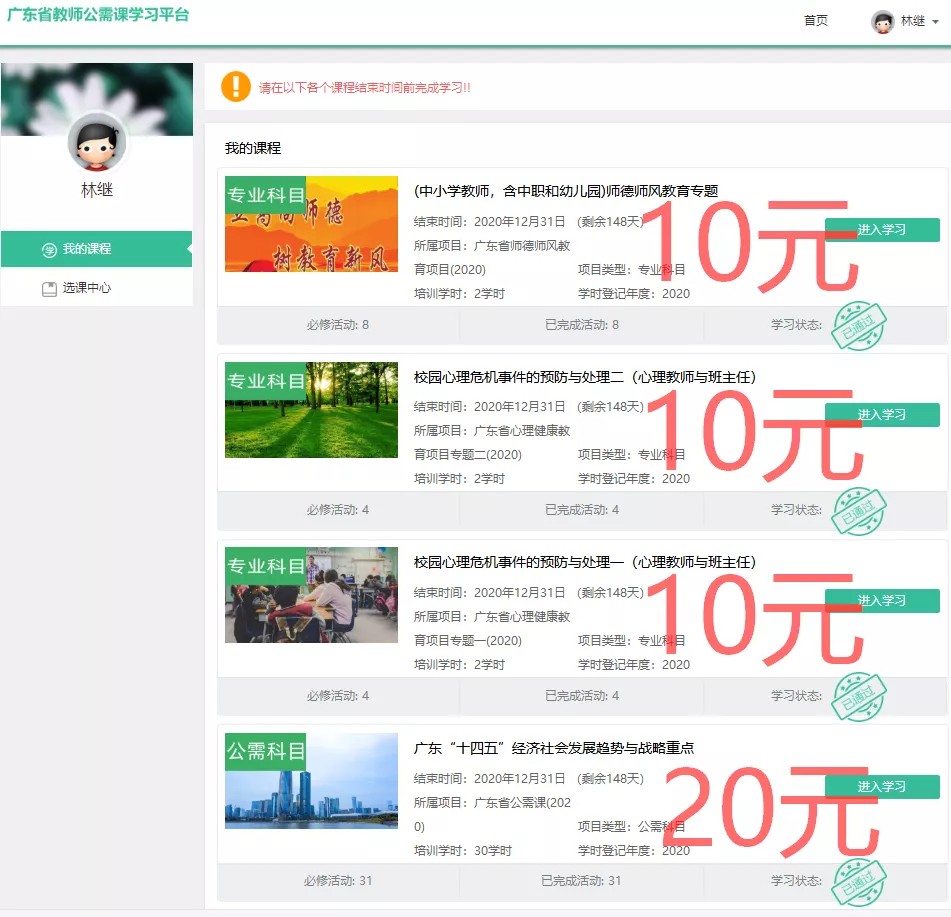 广东省教师公需课学习平台
首页
林继
请在以下各个课程结束时间前完成学习!!
林继
我的课程
选课中心
我的课程
专业科目
树教育新风
(中小学教师，含中职和幼儿园)师德师风教育专题
结束时间：2020年12月31日 (剩余148天)
所属项目：广东省师德师风教
育项目(2020)
项目类型：专业科目
培训学时：2学时
学时登记年度：2020
10元
进入学习
必修活动: 8
已完成活动: 8
学习状态:
已通过
专业科目
校园心理危机事件的预防与处理二（心理教师与班主任）
结束时间：2020年12月31日 (剩余148天)
所属项目：广东省心理健康教
育项目专题二(2020)
项目类型：专业科目
培训学时：2学时
学时登记年度：2020
10元
进入学习
必修活动: 4
已完成活动: 4
学习状态:
已通过
专业科目
校园心理危机事件的预防与处理一（心理教师与班主任）
结束时间：2020年12月31日 (剩余148天)
所属项目：广东省心理健康教
育项目专题一(2020)
项目类型：专业科目
培训学时：2学时
学时登记年度：2020
10元
进入学习
必修活动: 4
已完成活动: 4
学习状态:
已通过
公需科目
广东“十四五”经济社会发展趋势与战略重点
结束时间：2020年12月31日 (剩余148天)
所属项目：广东省公需课(202
0)
项目类型：公需科目
培训学时：30学时
学时登记年度：2020
20元
进入学习
必修活动: 31
已完成活动: 31
学习状态:
已通过